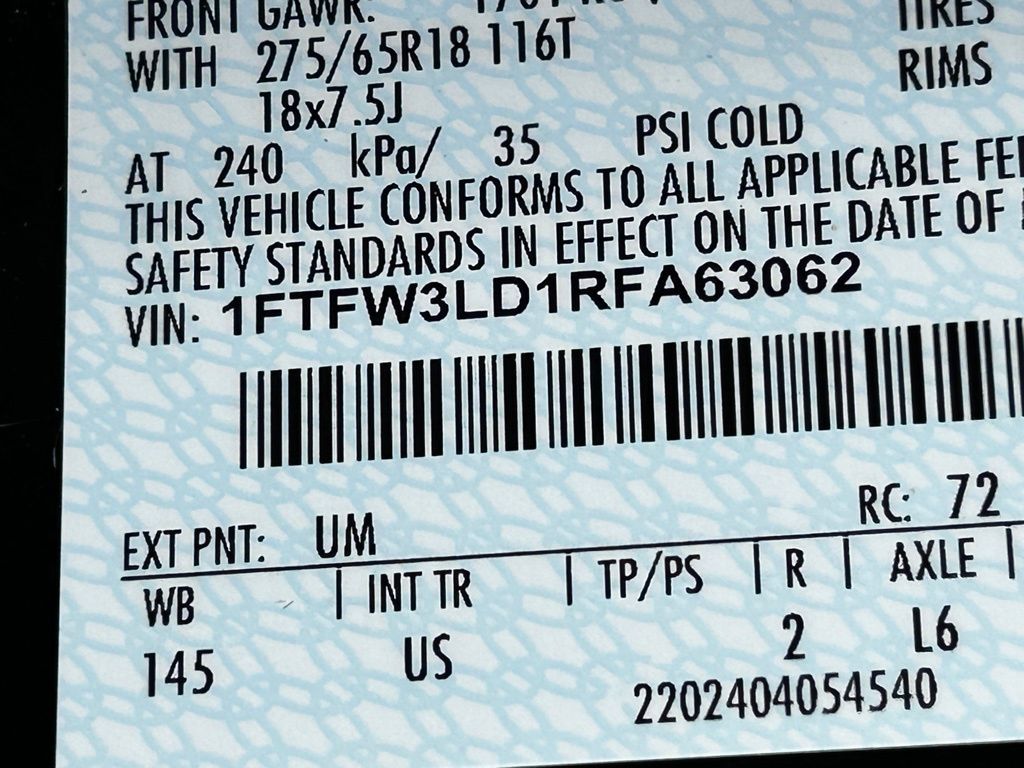 FRONT GAWR:
WITH 275/65R18 116T TIRES
18x7.5J RIMS
AT 240 kPa/ 35 PSI COLD
THIS VEHICLE CONFORMS TO ALL APPLICABLE FE
SAFETY STANDARDS IN EFFECT ON THE DATE OF
VIN: 1FTFW3LD1RFA63062
EXT PNT: UM RC: 72
WB | INT TR | TP/PS | R | AXLE |
145 US 2 L6
2202404054540